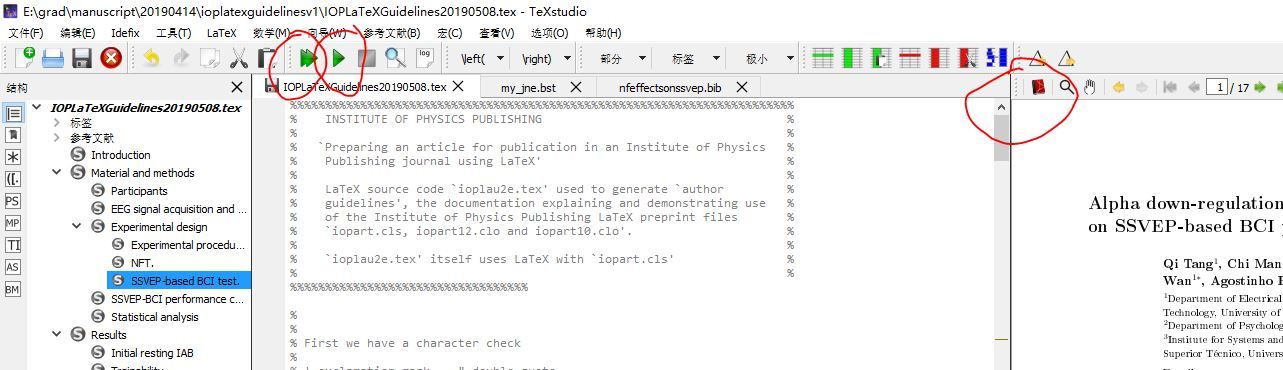 E:\grad\manuscript\20190414\ioplatexguidelinesv1\IOPLaTeXGuidelines20190508.tex - TeXstudio
文件(F) 编辑(E) Idefix 工具(T) LaTeX 数学(M) 向导(W) 参考文献(B) 宏(C) 查看(V) 选项(O) 帮助(H)
log \left( \right) 部分 标签 极小
结构
IOPLaTeXGuidelines20190508.tex my_jne.bst nfeffectsonssvep.bib
1 / 17
IOPLaTeXGuidelines20190508.tex
标签
参考文献
Introduction
Material and methods
Participants
EEG signal acquisition and ...
Experimental design
Experimental procedu...
NFT.
SSVEP-based BCI test.
SSVEP-BCI performance c...
Statistical analysis
Results
Initial resting IAB
PS
MP
TI
AS
BM
%%%%%%%%%%%%%%%%%%%%%%%%%%%%%%%%%%%%%%%%%%%%%%%%%%%%%%%%%%%%%%%%%%%%%%%%%
% INSTITUTE OF PHYSICS PUBLISHING %
% %
% `Preparing an article for publication in an Institute of Physics %
% Publishing journal using LaTeX' %
% %
% LaTeX source code `ioplau2e.tex' used to generate `author %
% guidelines', the documentation explaining and demonstrating use %
% of the Institute of Physics Publishing LaTeX preprint files %
% `iopart.cls, iopart12.clo and iopart10.clo'. %
% %
% `ioplau2e.tex' itself uses LaTeX with `iopart.cls' %
% %
%%%%%%%%%%%%%%%%%%%%%%%%%%%%%%%%%%
%
%
% First we have a character check
%
Alpha down-regulation
on SSVEP-based BCI
Qi Tang¹, Chi Man
Wan¹*, Agostinho
¹Department of Electrical
Technology, University of
²Department of Psycholog
³Institute for Systems and
Superior Técnico, Univers